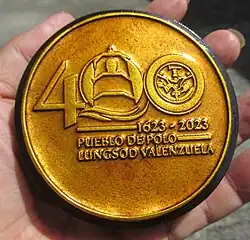 400
1623 - 2023
PUEBLO DE POLO
LUNGSOD VALENZUELA